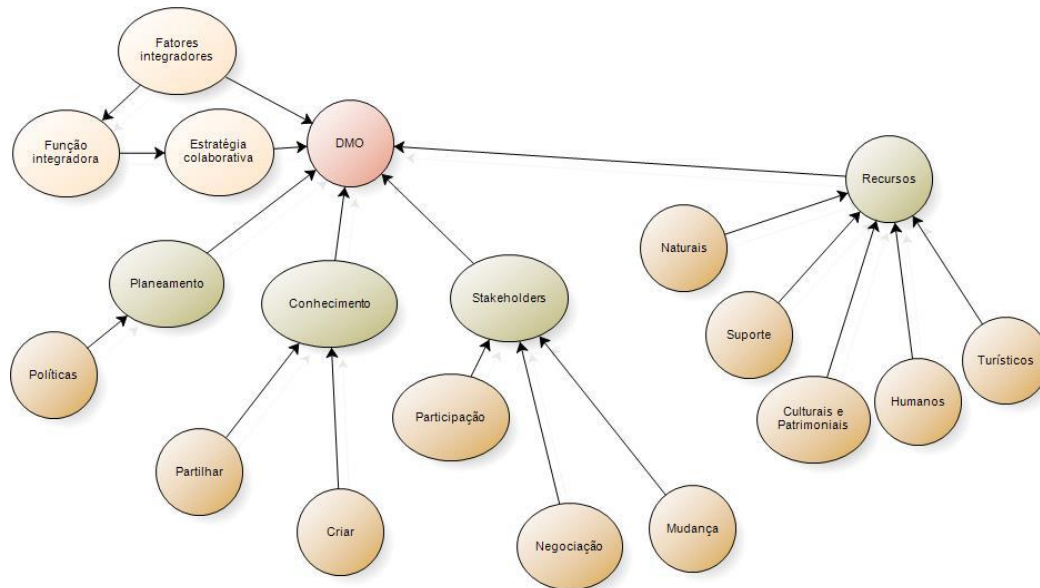 Fatores
integradores
Função
integradora
Estratégia
colaborativa
DMO
Recursos
Naturais
Planeamento
Conhecimento
Stakeholders
Suporte
Turísticos
Políticas
Participação
Culturais e
Patrimoniais
Humanos
Partilhar
Criar
Negociação
Mudança